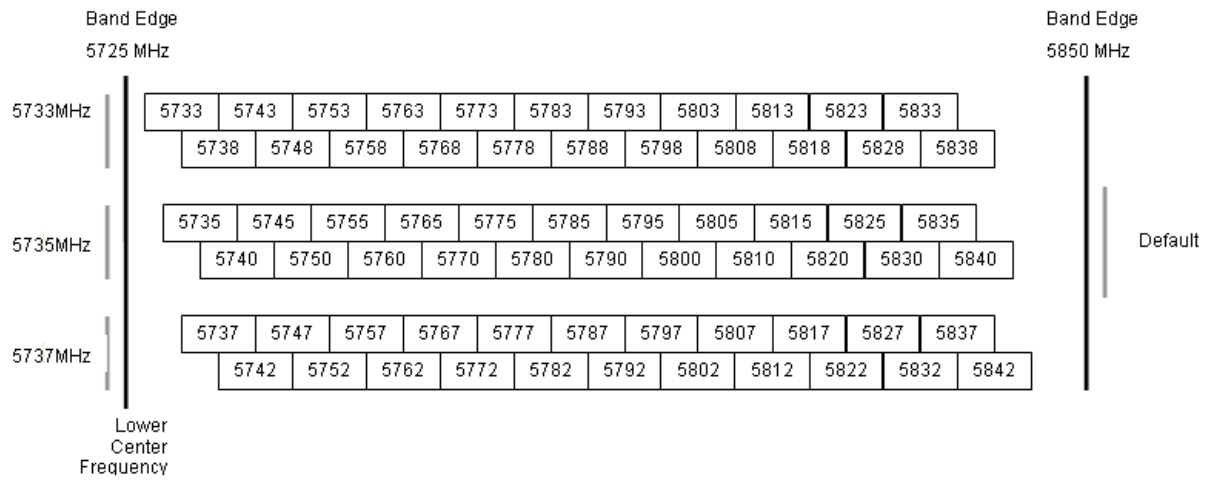 Band Edge
5725 MHz
Band Edge
5850 MHz
5733MHz
5733 5743 5753 5763 5773 5783 5793 5803 5813 5823 5833
5738 5748 5758 5768 5778 5788 5798 5808 5818 5828 5838
5735MHz
5735 5745 5755 5765 5775 5785 5795 5805 5815 5825 5835
5740 5750 5760 5770 5780 5790 5800 5810 5820 5830 5840
Default
5737MHz
5737 5747 5757 5767 5777 5787 5797 5807 5817 5827 5837
5742 5752 5762 5772 5782 5792 5802 5812 5822 5832 5842
Lower
Center
Frequency